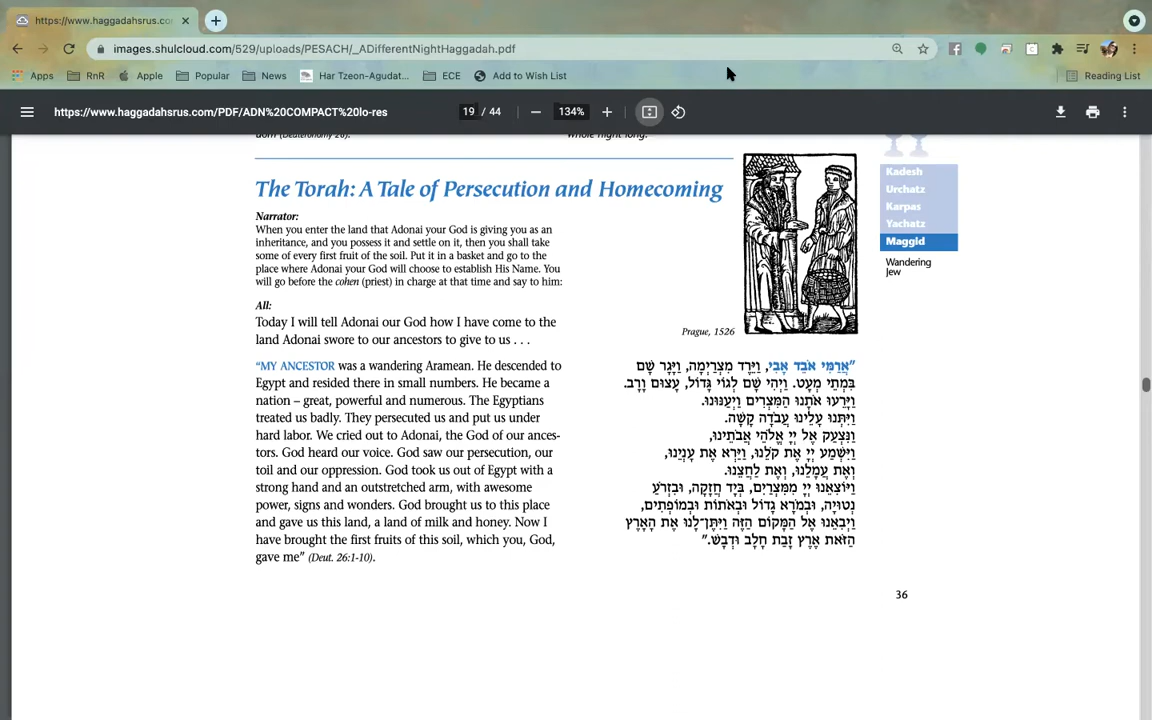 https://www.haggadahsrus.co
images.shulcloud.com/529/uploads/PESACH/_ADifferentNightHaggadah.pdf
Apps RnR Apple Popular News Har Tzeon-Agudat... ECE Add to Wish List Reading List
https://www.haggadahsrus.com/PDF/ADN%20COMPACT%20lo-res
19 / 44 134%
dom (Deuteronomy 26).
whole night long.
The Torah: A Tale of Persecution and Homecoming
Narrator:
When you enter the land that Adonai your God is giving you as an
inheritance, and you possess it and settle on it, then you shall take
some of every first fruit of the soil. Put it in a basket and go to the
place where Adonai your God will choose to establish His Name. You
will go before the cohen (priest) in charge at that time and say to him:
All:
Today I will tell Adonai our God how I have come to the
land Adonai swore to our ancestors to give to us . . .
"MY ANCESTOR was a wandering Aramean. He descended to
Egypt and resided there in small numbers. He became a
nation – great, powerful and numerous. The Egyptians
treated us badly. They persecuted us and put us under
hard labor. We cried out to Adonai, the God of our ances-
tors. God heard our voice. God saw our persecution, our
toil and our oppression. God took us out of Egypt with a
strong hand and an outstretched arm, with awesome
power, signs and wonders. God brought us to this place
and gave us this land, a land of milk and honey. Now I
have brought the first fruits of this soil, which you, God,
gave me" (Deut. 26:1-10).
Prague, 1526
"אֲרַמִּי אֹבֵד אָבִי, וַיֵּרֶד מִצְרַיְמָה, וַיָּגָר שָׁם
בִּמְתֵי מְעָט. וַיְהִי שָׁם לְגוֹי גָּדוֹל, עָצוּם וָרָב.
וַיָּרֵעוּ אֹתָנוּ הַמִּצְרִים וַיְעַנּוּנוּ.
וַיִּתְּנוּ עָלֵינוּ עֲבֹדָה קָשָׁה.
וַנִּצְעַק אֶל יְיָ אֱלֹהֵי אֲבֹתֵינוּ,
וַיִּשְׁמַע יְיָ אֶת קֹלֵנוּ, וַיַּרְא אֶת עָנְיֵנוּ,
וְאֶת עֲמָלֵנוּ, וְאֶת לַחֲצֵנוּ.
וַיּוֹצִאֵנוּ יְיָ מִמִּצְרַיִם, בְּיָד חֲזָקָה, וּבִזְרֹעַ
נְטוּיָה, וּבְמֹרָא גָּדוֹל וּבְאֹתוֹת וּבְמוֹפְתִים,
וַיְבִאֵנוּ אֶל הַמָּקוֹם הַזֶּה וַיִּתֶּן־לָנוּ אֶת הָאָרֶץ
הַזֹּאת אֶרֶץ זָבַת חָלָב וּדְבָשׁ."
Kadesh
Urchatz
Karpas
Yachatz
Maggid
Wandering
Jew
36